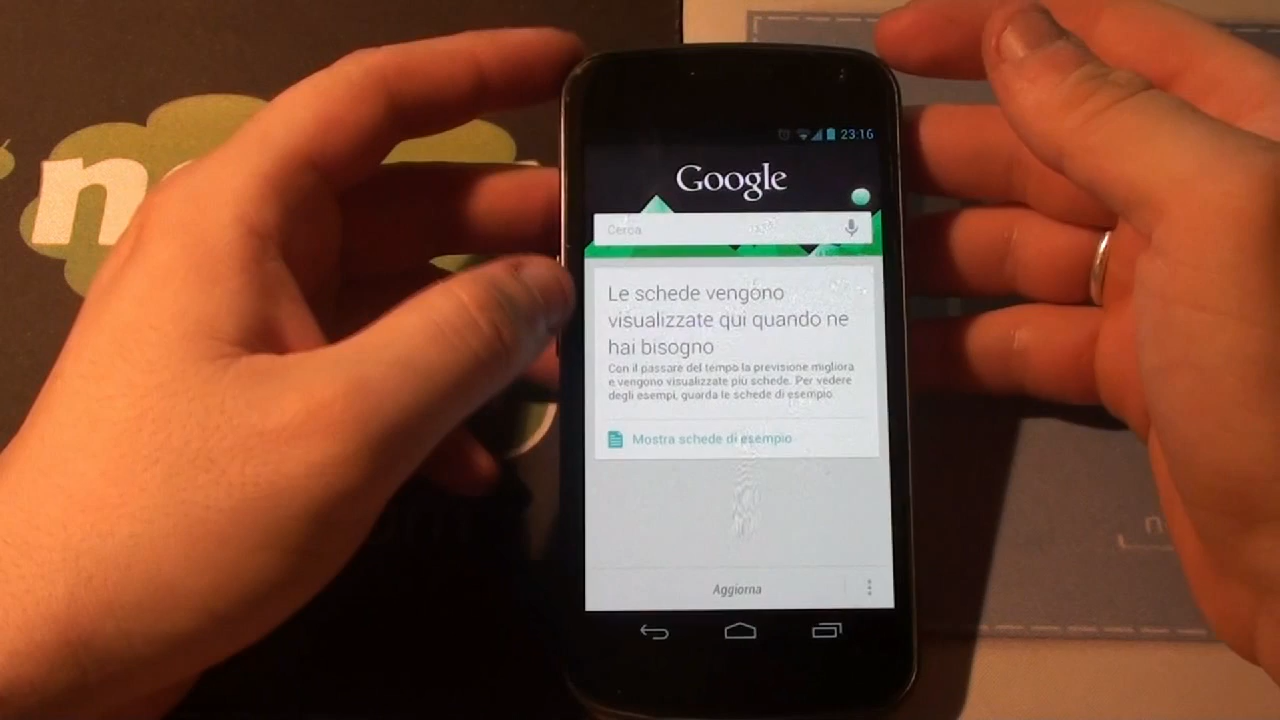 23:16
Google
Cerca
Le schede vengono
visualizzate qui quando ne
hai bisogno
Con il passare del tempo la previsione migliora
e vengono visualizzate più schede. Per vedere
degli esempi, guarda le schede di esempio.
Mostra schede di esempio
Aggiorna